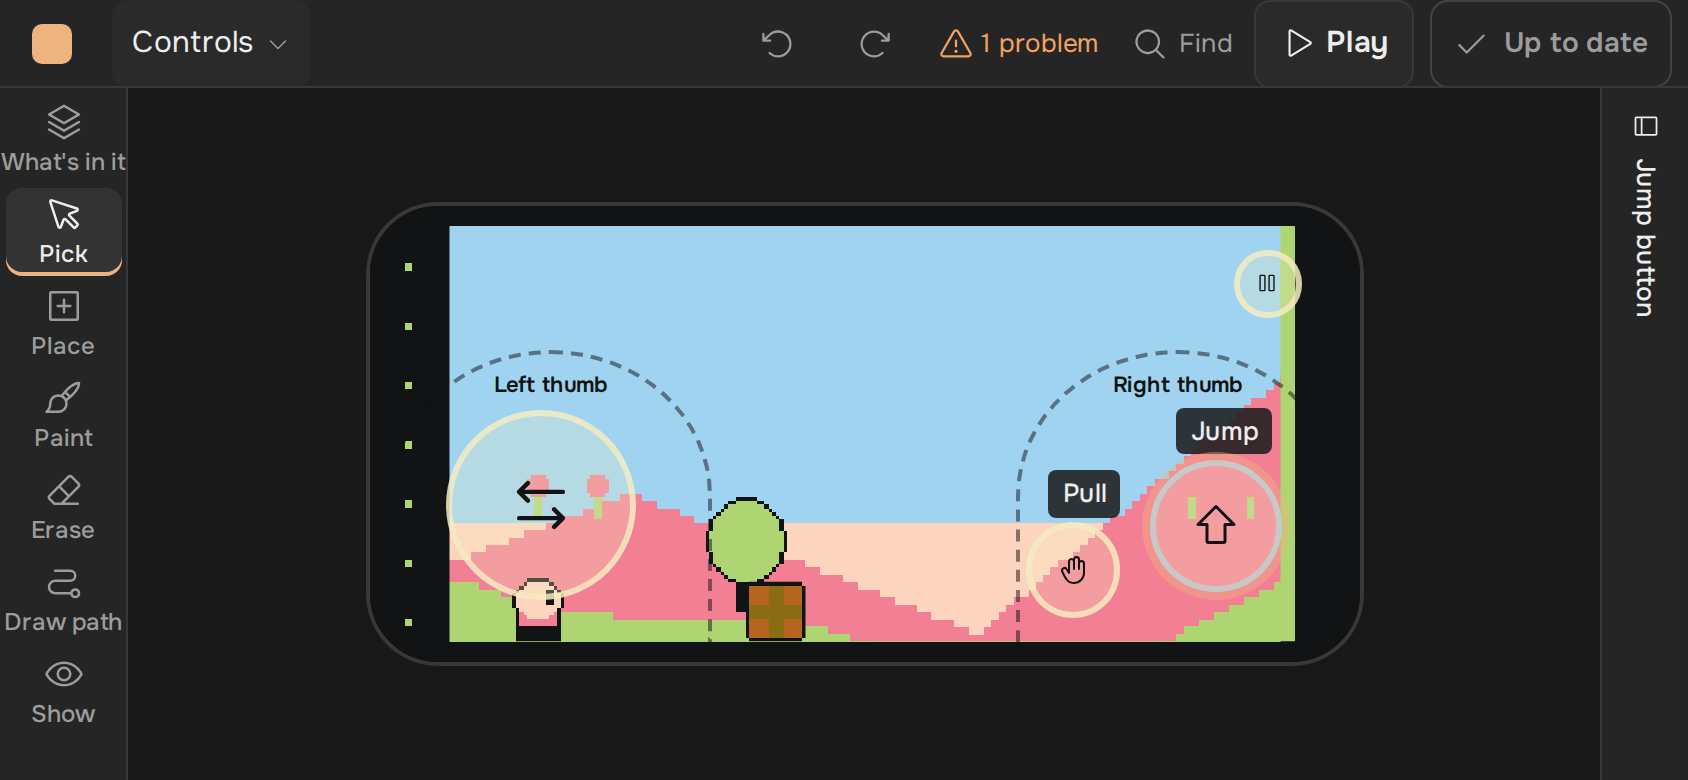 Controls
1 problem
Find
Play
Up to date
What's in it
Pick
Place
Paint
Erase
Draw path
Show
Left thumb
Right thumb
Jump
Pull
Jump button